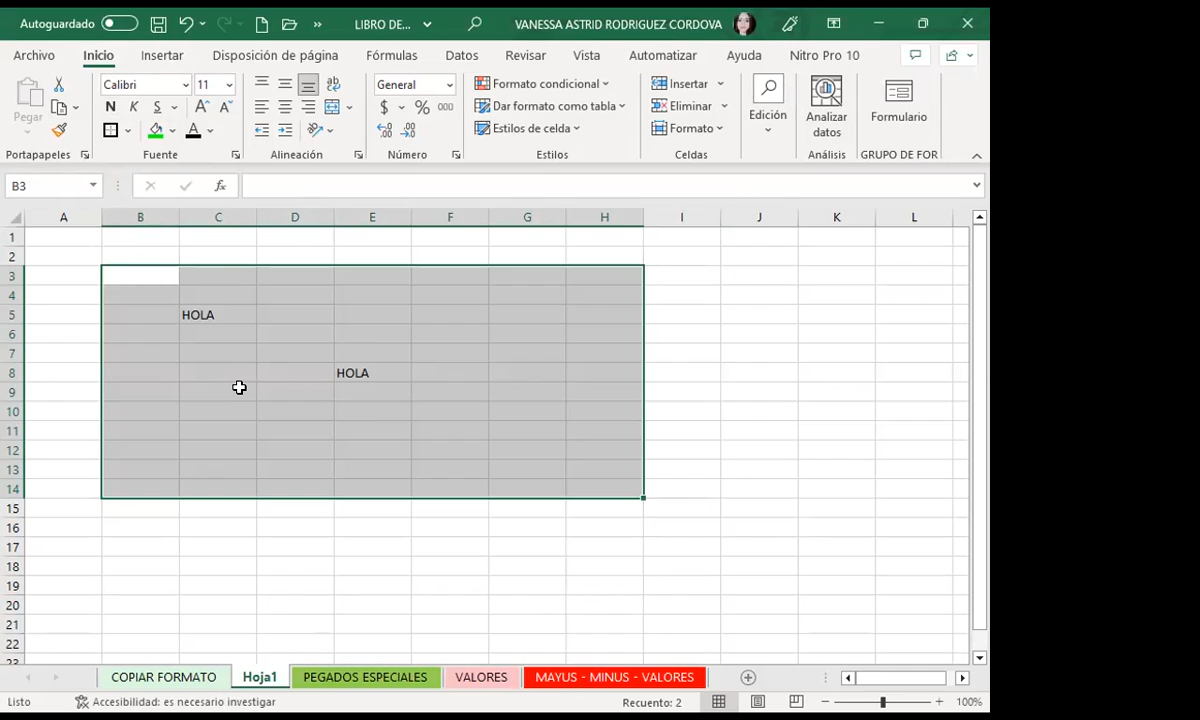 Autoguardado LIBRO DE... VANESSA ASTRID RODRIGUEZ CORDOVA
Archivo Inicio Insertar Disposición de página Fórmulas Datos Revisar Vista Automatizar Ayuda Nitro Pro 10
Pegar
Portapapeles
Calibri 11
N K S A A
A
Fuente
Alineación
General
$ % 000
Número
Formato condicional
Dar formato como tabla
Estilos de celda
Estilos
Insertar
Eliminar
Formato
Celdas
Edición
Analizar
datos
Análisis
Formulario
GRUPO DE FOR
B3 fx
A B C D E F G H I J K L
1
2
3
4
5 HOLA
6
7
8 HOLA
9
10
11
12
13
14
15
16
17
18
19
20
21
22
23
COPIAR FORMATO Hoja1 PEGADOS ESPECIALES VALORES MAYUS - MINUS - VALORES
Listo Accesibilidad: es necesario investigar Recuento: 2 100%